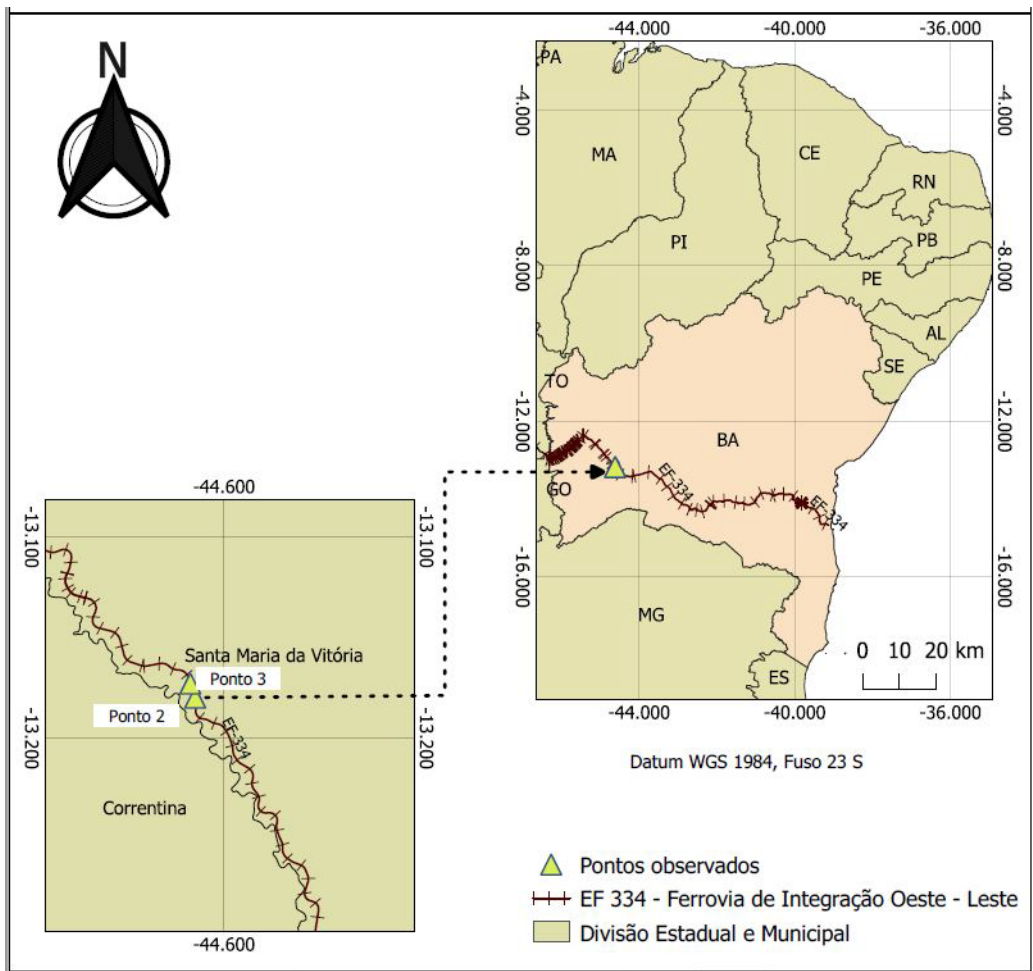 N
-44.000 -40.000 -36.000
-4.000
-8.000
-12.000
-16.000
PA
MA
CE
RN
PB
PI
PE
AL
SE
TO
BA
GO
EF-334
EF-334
MG
ES
0 10 20 km
-4.000
-8.000
-12.000
-16.000
-44.000 -40.000 -36.000
Datum WGS 1984, Fuso 23 S
-44.600
-13.100
-13.100
Santa Maria da Vitória
Ponto 3
Ponto 2
EF-334
-13.200
-13.200
Correntina
-44.600
Pontos observados
EF 334 - Ferrovia de Integração Oeste - Leste
Divisão Estadual e Municipal